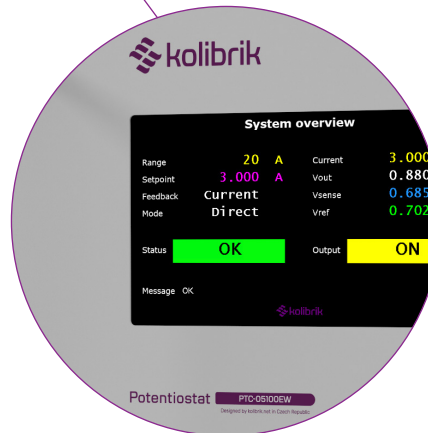 kolibrik
System overview
Range 20 A Current 3.000
Setpoint 3.000 A Vout 0.880
Feedback Current Vsense 0.685
Mode Direct Vref 0.702
Status OK Output ON
Message OK
kolibrik
Potentiostat PTC-05100EW
Designed by kolibrik.net in Czech Republic